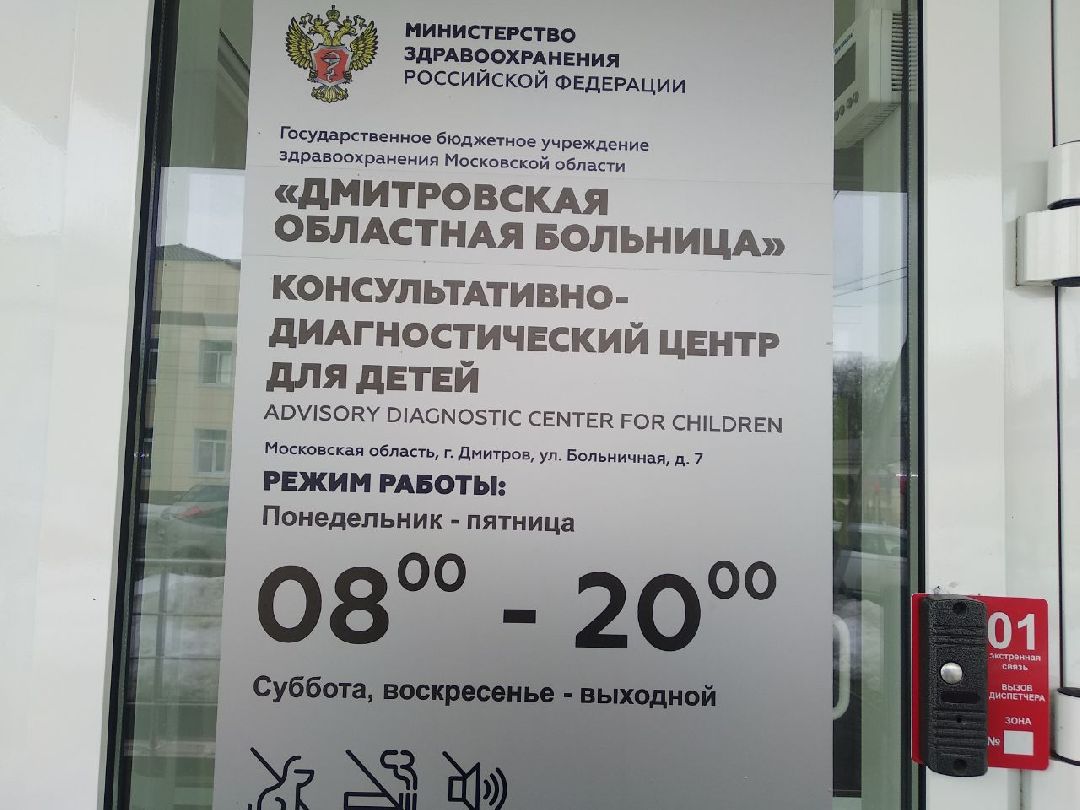 МИНИСТЕРСТВО
ЗДРАВООХРАНЕНИЯ
РОССИЙСКОЙ ФЕДЕРАЦИИ
Государственное бюджетное учреждение
здравоохранения Московской области
«ДМИТРОВСКАЯ
ОБЛАСТНАЯ БОЛЬНИЦА»
КОНСУЛЬТАТИВНО-
ДИАГНОСТИЧЕСКИЙ ЦЕНТР
ДЛЯ ДЕТЕЙ
ADVISORY DIAGNOSTIC CENTER FOR CHILDREN
Московская область, г. Дмитров, ул. Больничная, д. 7
РЕЖИМ РАБОТЫ:
Понедельник - пятница
08⁰⁰ - 20⁰⁰
Суббота, воскресенье - выходной
01
экстренная
связь
ВЫЗОВ
ДИСПЕТЧЕРА
ЗОНА
№